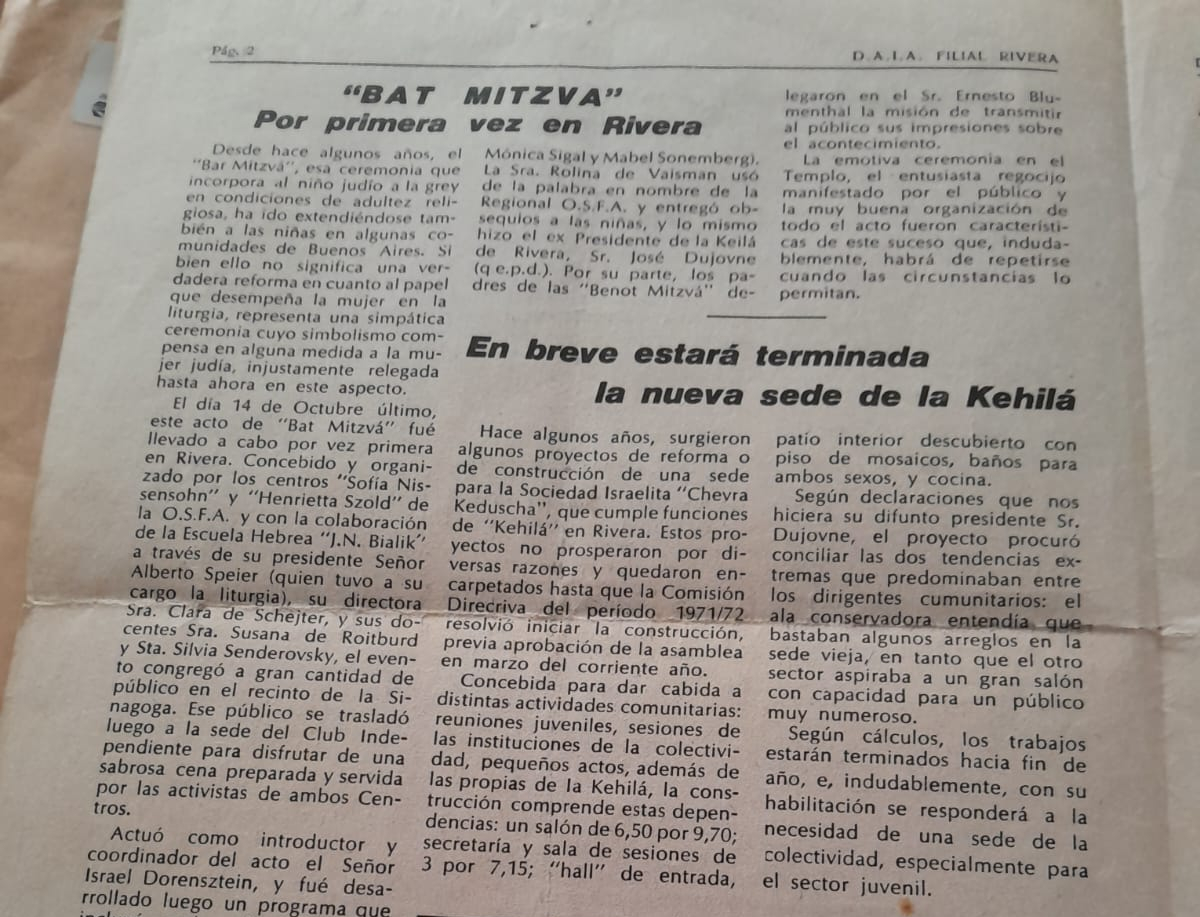 Pág. 2
D.A.I.A. FILIAL RIVERA
"BAT MITZVA"
Por primera vez en Rivera
Desde hace algunos años, el
"Bar Mitzvá", esa ceremonia que
incorpora al niño judío a la grey
en condiciones de adultez reli-
giosa, ha ido extendiéndose tam-
bién a las niñas en algunas co-
munidades de Buenos Aires. Si
bien ello no significa una ver-
dadera reforma en cuanto al papel
que desempeña la mujer en la
liturgia, representa una simpática
ceremonia cuyo simbolismo com-
pensa en alguna medida a la mu-
jer judía, injustamente relegada
hasta ahora en este aspecto.
El día 14 de Octubre último,
este acto de "Bat Mitzvá" fué
llevado a cabo por vez primera
en Rivera. Concebido y organi-
zado por los centros "Sofía Nis-
sensohn" y "Henrietta Szold" de
la O.S.F.A. y con la colaboración
de la Escuela Hebrea "J.N. Bialik"
a través de su presidente Señor
Alberto Speier (quien tuvo a su
cargo la liturgia), su directora
Sra. Clara de Schejter, y sus do-
centes Sra. Susana de Roitburd
y Sta. Silvia Senderovsky, el even-
to congregó a gran cantidad de
público en el recinto de la Si-
nagoga. Ese público se trasladó
luego a la sede del Club Inde-
pendiente para disfrutar de una
sabrosa cena preparada y servida
por las activistas de ambos Cen-
tros.
Actuó como introductor y
coordinador del acto el Señor
Israel Dorensztein, y fué desa-
rrollado luego un programa que
Mónica Sigal y Mabel Sonemberg).
La Sra. Rolina de Vaisman usó
de la palabra en nombre de la
Regional O.S.F.A. y entregó ob-
sequios a las niñas, y lo mismo
hizo el ex Presidente de la Keilá
de Rivera, Sr. José Dujovne
(q e.p.d.). Por su parte, los pa-
dres de las "Benot Mitzvá" de-
legaron en el Sr. Ernesto Blu-
menthal la misión de transmitir
al público sus impresiones sobre
el acontecimiento.
La emotiva ceremonia en el
Templo, el entusiasta regocijo
manifestado por el público y
la muy buena organización de
todo el acto fueron característi-
cas de este suceso que, induda-
blemente, habrá de repetirse
cuando las circunstancias lo
permitan.
En breve estará terminada
la nueva sede de la Kehilá
Hace algunos años, surgieron
algunos proyectos de reforma o
de construcción de una sede
para la Sociedad Israelita "Chevra
Keduscha", que cumple funciones
de "Kehilá" en Rivera. Estos pro-
yectos no prosperaron por di-
versas razones y quedaron en-
carpetados hasta que la Comisión
Direcriva del período 1971/72
resolvió iniciar la construcción,
previa aprobación de la asamblea
en marzo del corriente año.
Concebida para dar cabida a
distintas actividades comunitarias:
reuniones juveniles, sesiones de
las instituciones de la colectivi-
dad, pequeños actos, además de
las propias de la Kehilá, la cons-
trucción comprende estas depen-
dencias: un salón de 6,50 por 9,70;
secretaría y sala de sesiones de
3 por 7,15; "hall" de entrada,
patio interior descubierto con
piso de mosaicos, baños para
ambos sexos, y cocina.
Según declaraciones que nos
hiciera su difunto presidente Sr.
Dujovne, el proyecto procuró
conciliar las dos tendencias ex-
tremas que predominaban entre
los dirigentes cumunitarios: el
ala conservadora entendía que
bastaban algunos arreglos en la
sede vieja, en tanto que el otro
sector aspiraba a un gran salón
con capacidad para un público
muy numeroso.
Según cálculos, los trabajos
estarán terminados hacia fin de
año, e, indudablemente, con su
habilitación se responderá a la
necesidad de una sede de la
colectividad, especialmente para
el sector juvenil.